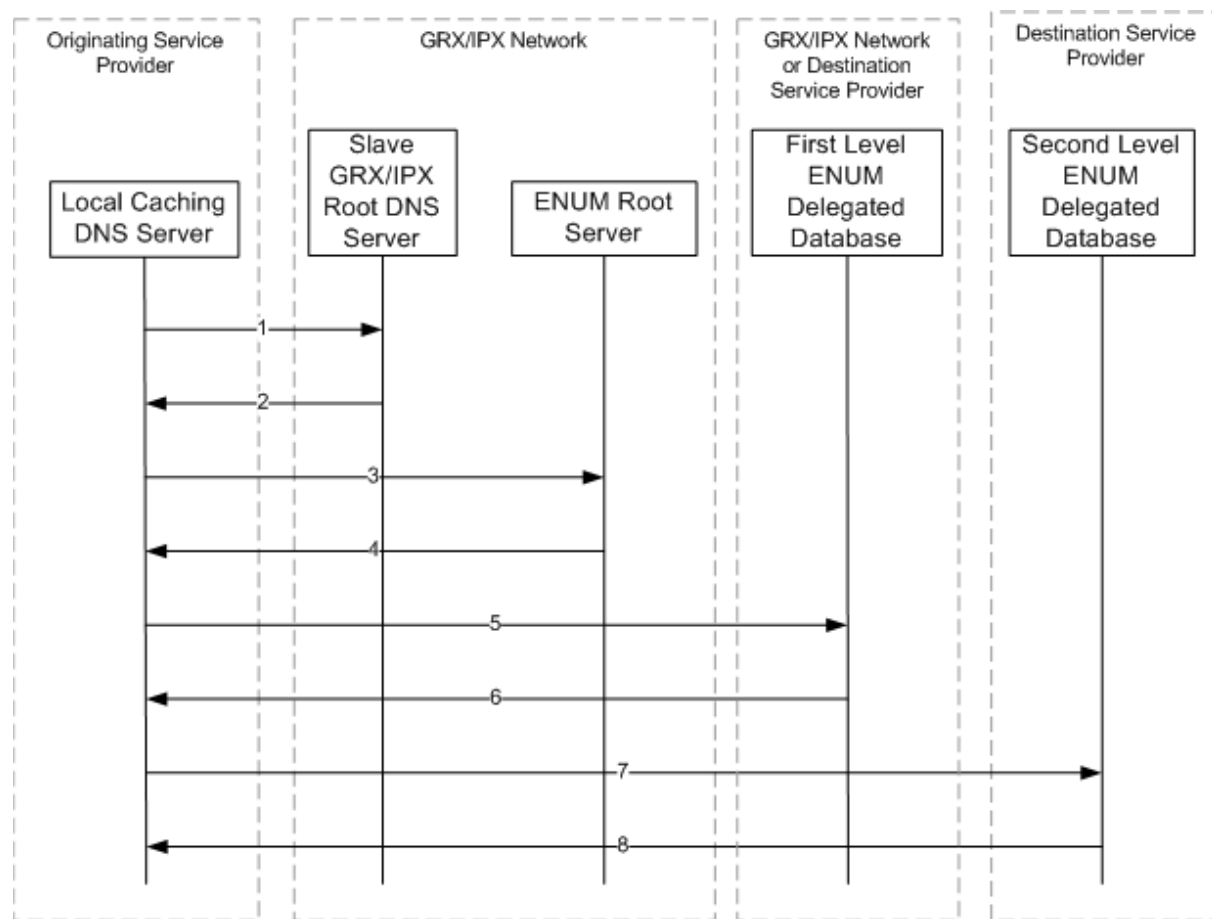 Originating Service
Provider
GRX/IPX Network
GRX/IPX Network
or Destination
Service Provider
Destination Service
Provider
Local Caching
DNS Server
Slave
GRX/IPX
Root DNS
Server
ENUM Root
Server
First Level
ENUM
Delegated
Database
Second Level
ENUM
Delegated
Database
1
2
3
4
5
6
7
8